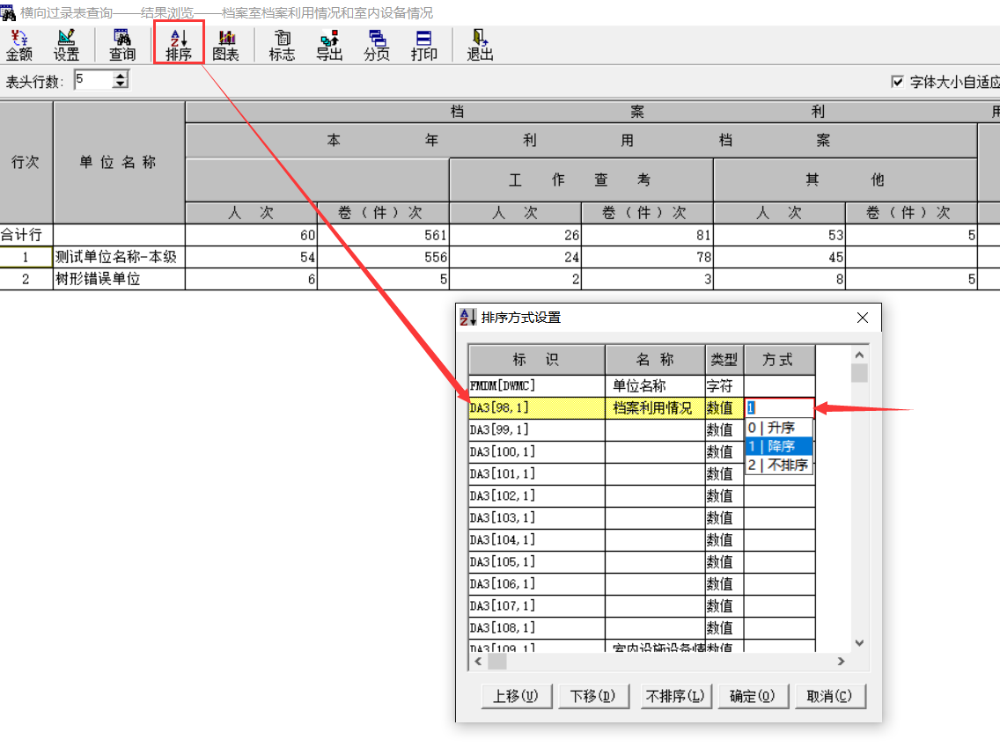 横向过录表查询——结果浏览——档案室档案利用情况和室内设备情况
金额 设置 查询 排序 图表 标志 导出 分页 打印 退出
表头行数: 5 字体大小自适应
档 案 利 用
本 年 利 用 档 案
行次 单位名称
工 作 查 考 其 他
人 次 卷（件）次 人 次 卷（件）次 人 次 卷（件）次
合计行 60 561 26 81 53 5
1 测试单位名称-本级 54 556 24 78 45
2 树形错误单位 6 5 2 3 8 5
排序方式设置
标 识 名 称 类型 方式
FMDM[DWMC] 单位名称 字符
DA3[98,1] 档案利用情况 数值 1
DA3[99,1] 数值 0 | 升序
DA3[100,1] 数值 1 | 降序
DA3[101,1] 数值 2 | 不排序
DA3[102,1] 数值
DA3[103,1] 数值
DA3[104,1] 数值
DA3[105,1] 数值
DA3[106,1] 数值
DA3[107,1] 数值
DA3[108,1] 数值
DA3[109,1] 室内设施设备情 数值
上移(U) 下移(D) 不排序(L) 确定(O) 取消(C)